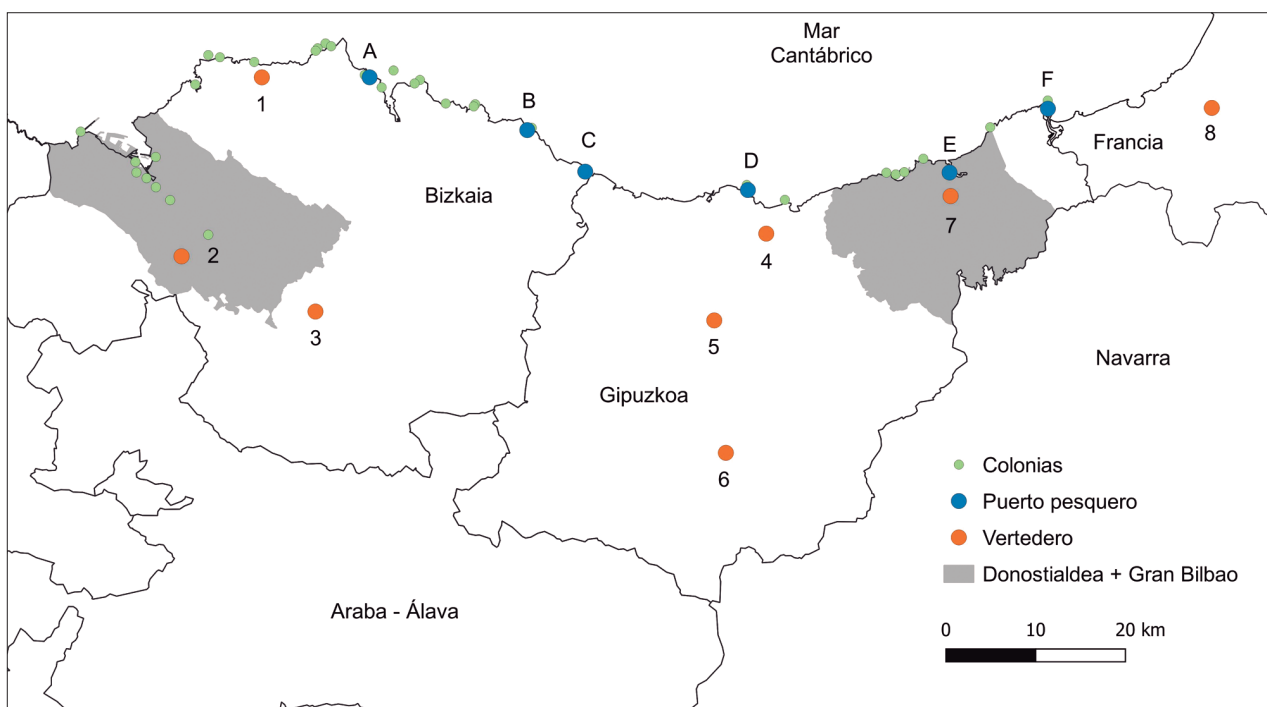 Mar
Cantábrico
A
F
1
8
B
Francia
C
E
D
Bizkaia
7
2
4
3
5
Navarra
Gipuzkoa
6
Colonias
Puerto pesquero
Vertedero
Donostialdea + Gran Bilbao
Araba - Álava
0 10 20 km